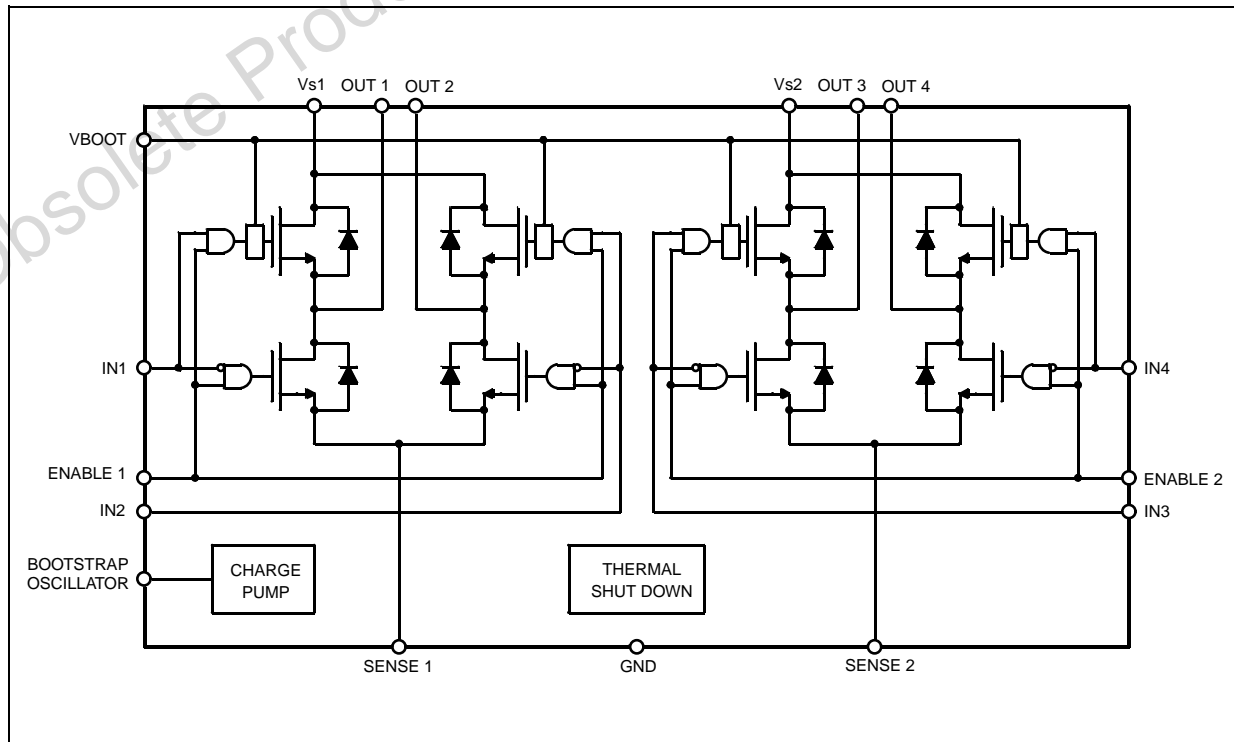 Obsolete Prod
Vs1
OUT 1
OUT 2
Vs2
OUT 3
OUT 4
VBOOT
IN1
IN4
ENABLE 1
ENABLE 2
IN2
IN3
BOOTSTRAP
OSCILLATOR
CHARGE
PUMP
THERMAL
SHUT DOWN
SENSE 1
GND
SENSE 2